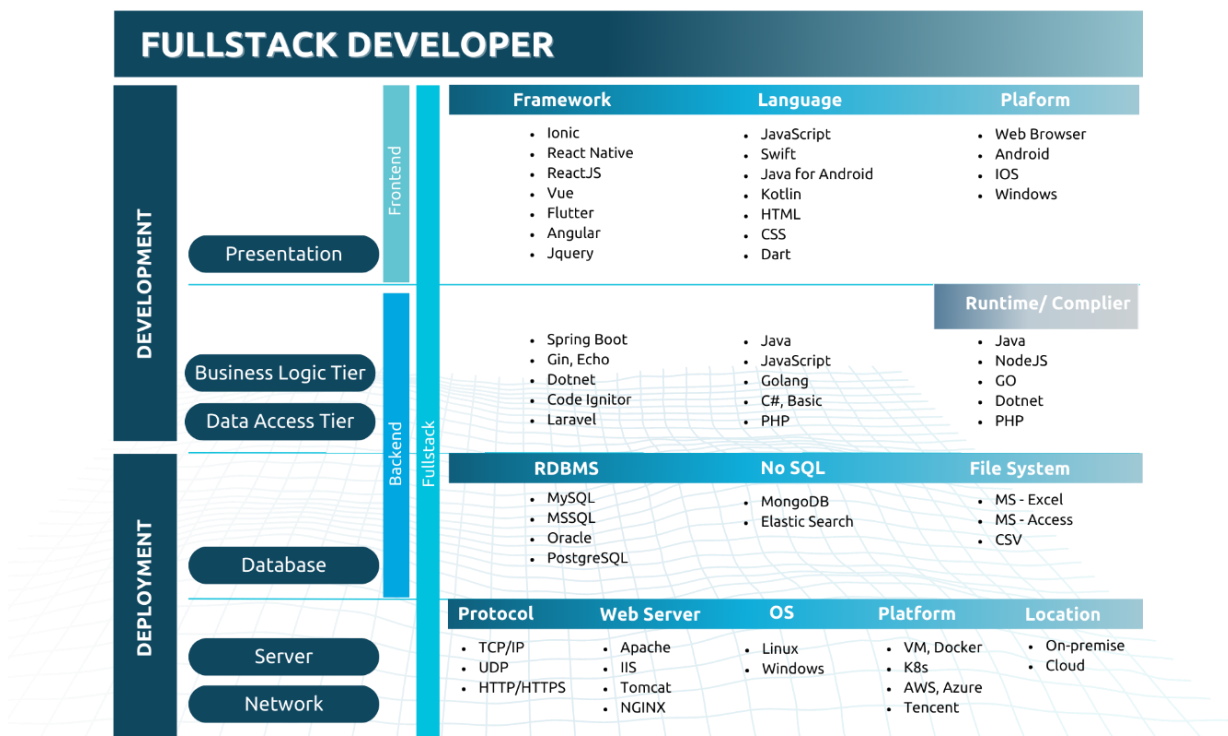 FULLSTACK DEVELOPER
DEVELOPMENT
Frontend
Fullstack
Framework
Language
Plaform
Ionic
React Native
ReactJS
Vue
Flutter
Angular
Jquery
JavaScript
Swift
Java for Android
Kotlin
HTML
CSS
Dart
Web Browser
Android
IOS
Windows
Presentation
Backend
Runtime/ Complier
Business Logic Tier
Data Access Tier
Spring Boot
Gin, Echo
Dotnet
Code Ignitor
Laravel
Java
JavaScript
Golang
C#, Basic
PHP
Java
NodeJS
GO
Dotnet
PHP
DEPLOYMENT
RDBMS
No SQL
File System
MySQL
MSSQL
Oracle
PostgreSQL
MongoDB
Elastic Search
MS - Excel
MS - Access
CSV
Database
Protocol
Web Server
OS
Platform
Location
Server
Network
TCP/IP
UDP
HTTP/HTTPS
Apache
IIS
Tomcat
NGINX
Linux
Windows
VM, Docker
K8s
AWS, Azure
Tencent
On-premise
Cloud